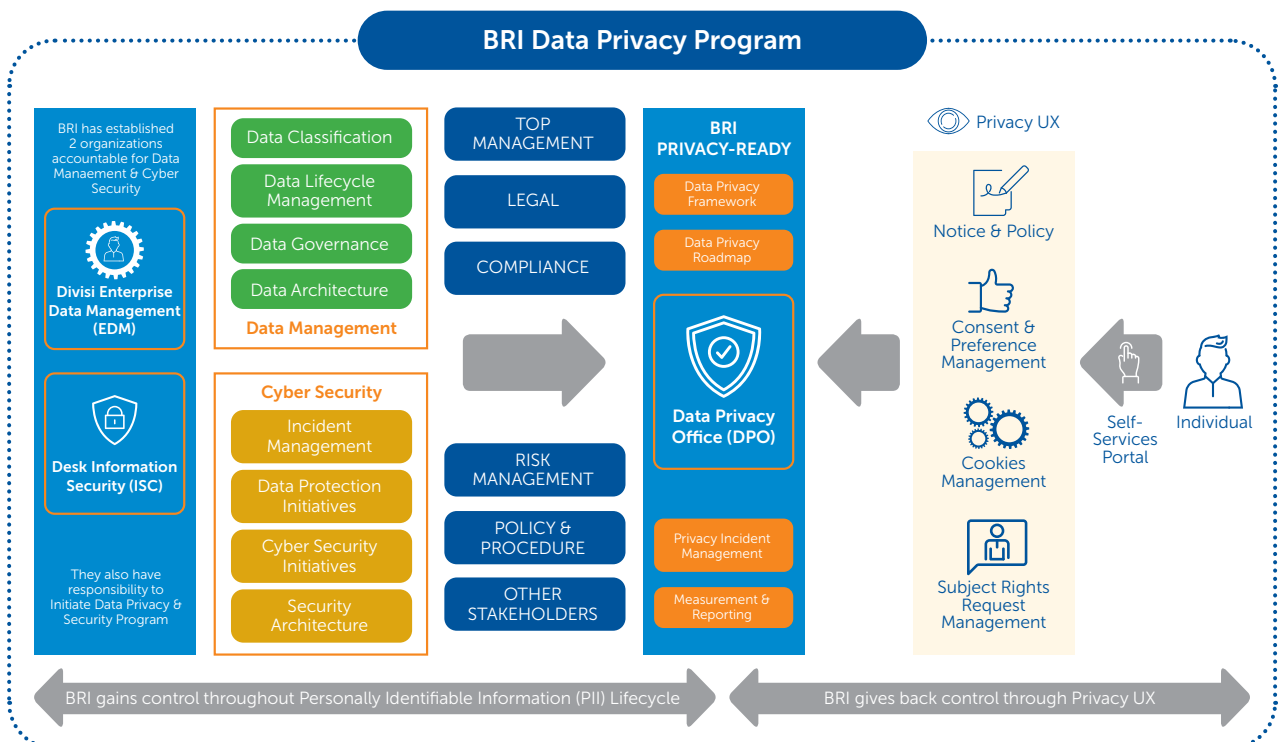 BRI Data Privacy Program
BRI has established
2 organizations
accountable for Data
Manaement & Cyber
Security
Divisi Enterprise
Data Management
(EDM)
Desk Information
Security (ISC)
They also have
responsibility to
Initiate Data Privacy &
Security Program
Data Classification
Data Lifecycle
Management
Data Governance
Data Architecture
Data Management
Cyber Security
Incident
Management
Data Protection
Initiatives
Cyber Security
Initiatives
Security
Architecture
TOP
MANAGEMENT
LEGAL
COMPLIANCE
RISK
MANAGEMENT
POLICY &
PROCEDURE
OTHER
STAKEHOLDERS
BRI
PRIVACY-READY
Data Privacy
Framework
Data Privacy
Roadmap
Data Privacy
Office (DPO)
Privacy Incident
Management
Measurement &
Reporting
Privacy UX
Notice & Policy
Consent &
Preference
Management
Cookies
Management
Subject Rights
Request
Management
Self-
Services
Portal
Individual
BRI gains control throughout Personally Identifiable Information (PII) Lifecycle
BRI gives back control through Privacy UX